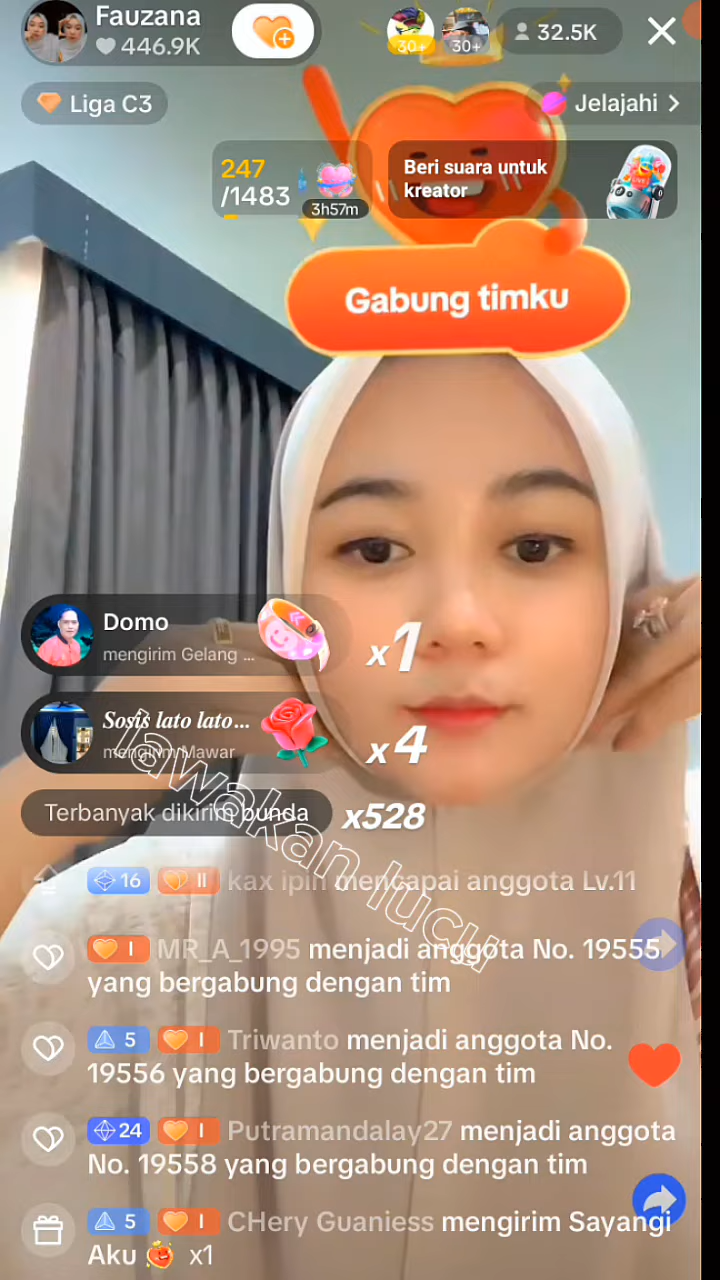 Fauzana
446.9K
30+
30+
32.5K
Liga C3
Jelajahi
247
/1483
3h57m
Beri suara untuk
kreator
Gabung timku
Domo
mengirim Gelang ...
x1
Sosis lato lato...
mengirim Mawar
x4
Terbanyak dikirim bunda
x528
lawakan lucu
16 II kax ipin mencapai anggota Lv.11
I MR_A_1995 menjadi anggota No. 19555
yang bergabung dengan tim
5 I Triwanto menjadi anggota No.
19556 yang bergabung dengan tim
24 I Putramandalay27 menjadi anggota
No. 19558 yang bergabung dengan tim
5 I CHery Guaniess mengirim Sayangi
Aku x1